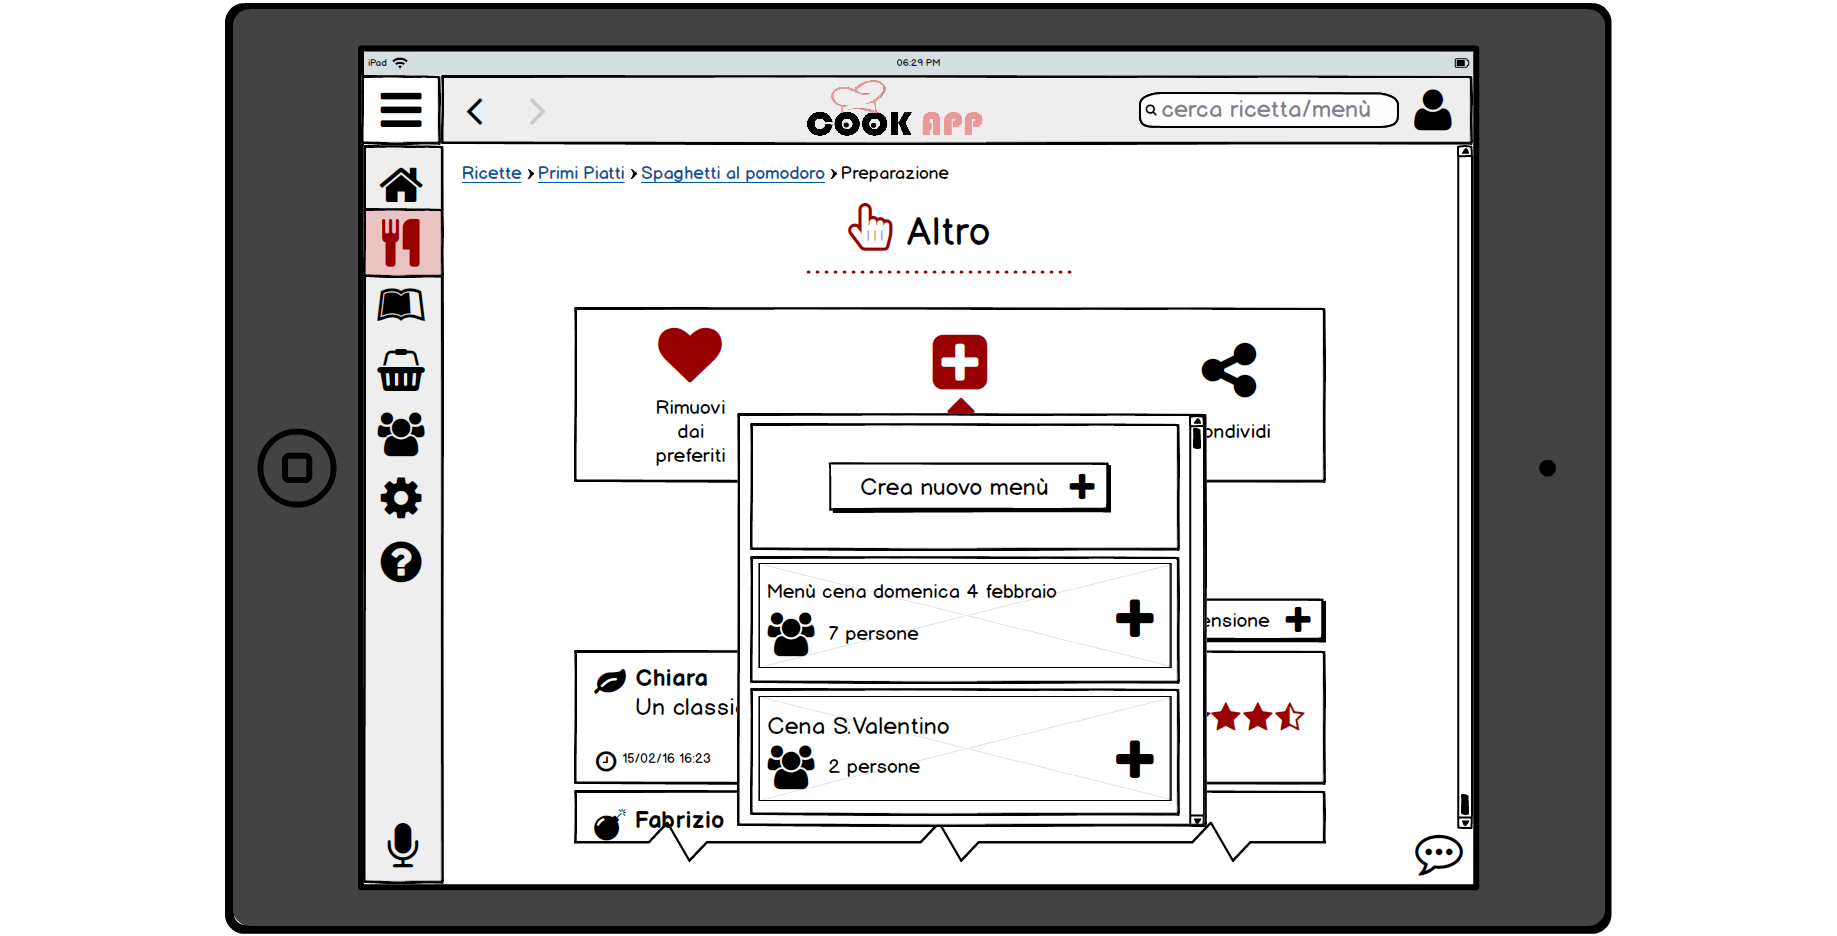 iPad
06:29 PM
COOK APP
cerca ricetta/menù
Ricette > Primi Piatti > Spaghetti al pomodoro > Preparazione
Altro
Rimuovi
dai
preferiti
ondividi
Crea nuovo menù
Menù cena domenica 4 febbraio
7 persone
ensione
Chiara
Un classi
15/02/16 16:23
Cena S.Valentino
2 persone
Fabrizio